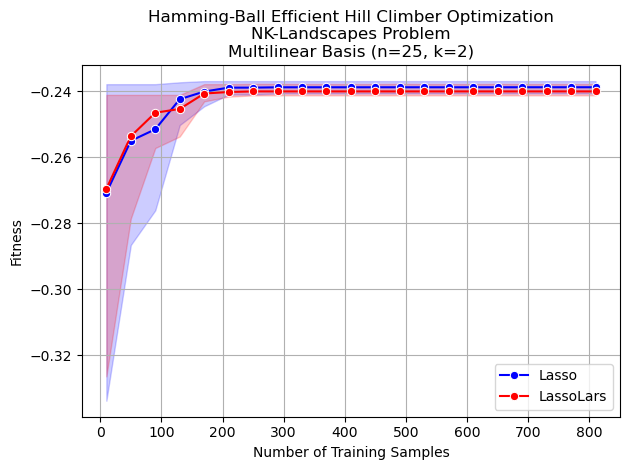 Hamming-Ball Efficient Hill Climber Optimization
NK-Landscapes Problem
Multilinear Basis (n=25, k=2)
Fitness
−0.24
−0.26
−0.28
−0.30
−0.32
0 100 200 300 400 500 600 700 800
Number of Training Samples
Lasso
LassoLars